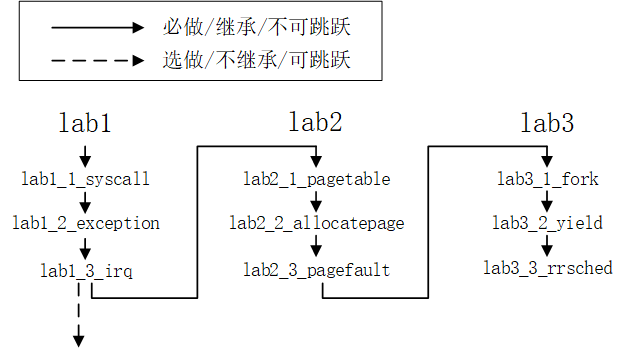 必做/继承/不可跳跃
选做/不继承/可跳跃
lab1
lab1_1_syscall
lab1_2_exception
lab1_3_irq
lab2
lab2_1_pagetable
lab2_2_allocatepage
lab2_3_pagefault
lab3
lab3_1_fork
lab3_2_yield
lab3_3_rrsched